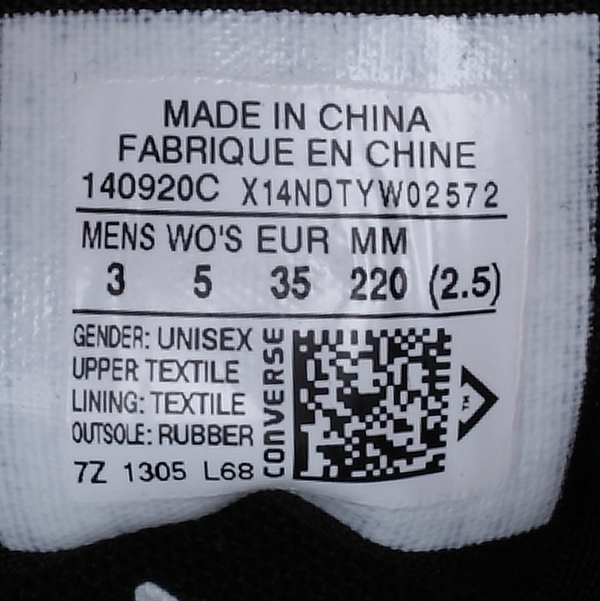 MADE IN CHINA
FABRIQUE EN CHINE
140920C X14NDTYW02572
MENS WO'S EUR MM
3 5 35 220 (2.5)
GENDER: UNISEX
UPPER TEXTILE
LINING: TEXTILE
OUTSOLE: RUBBER
7Z 1305 L68
CONVERSE
TM